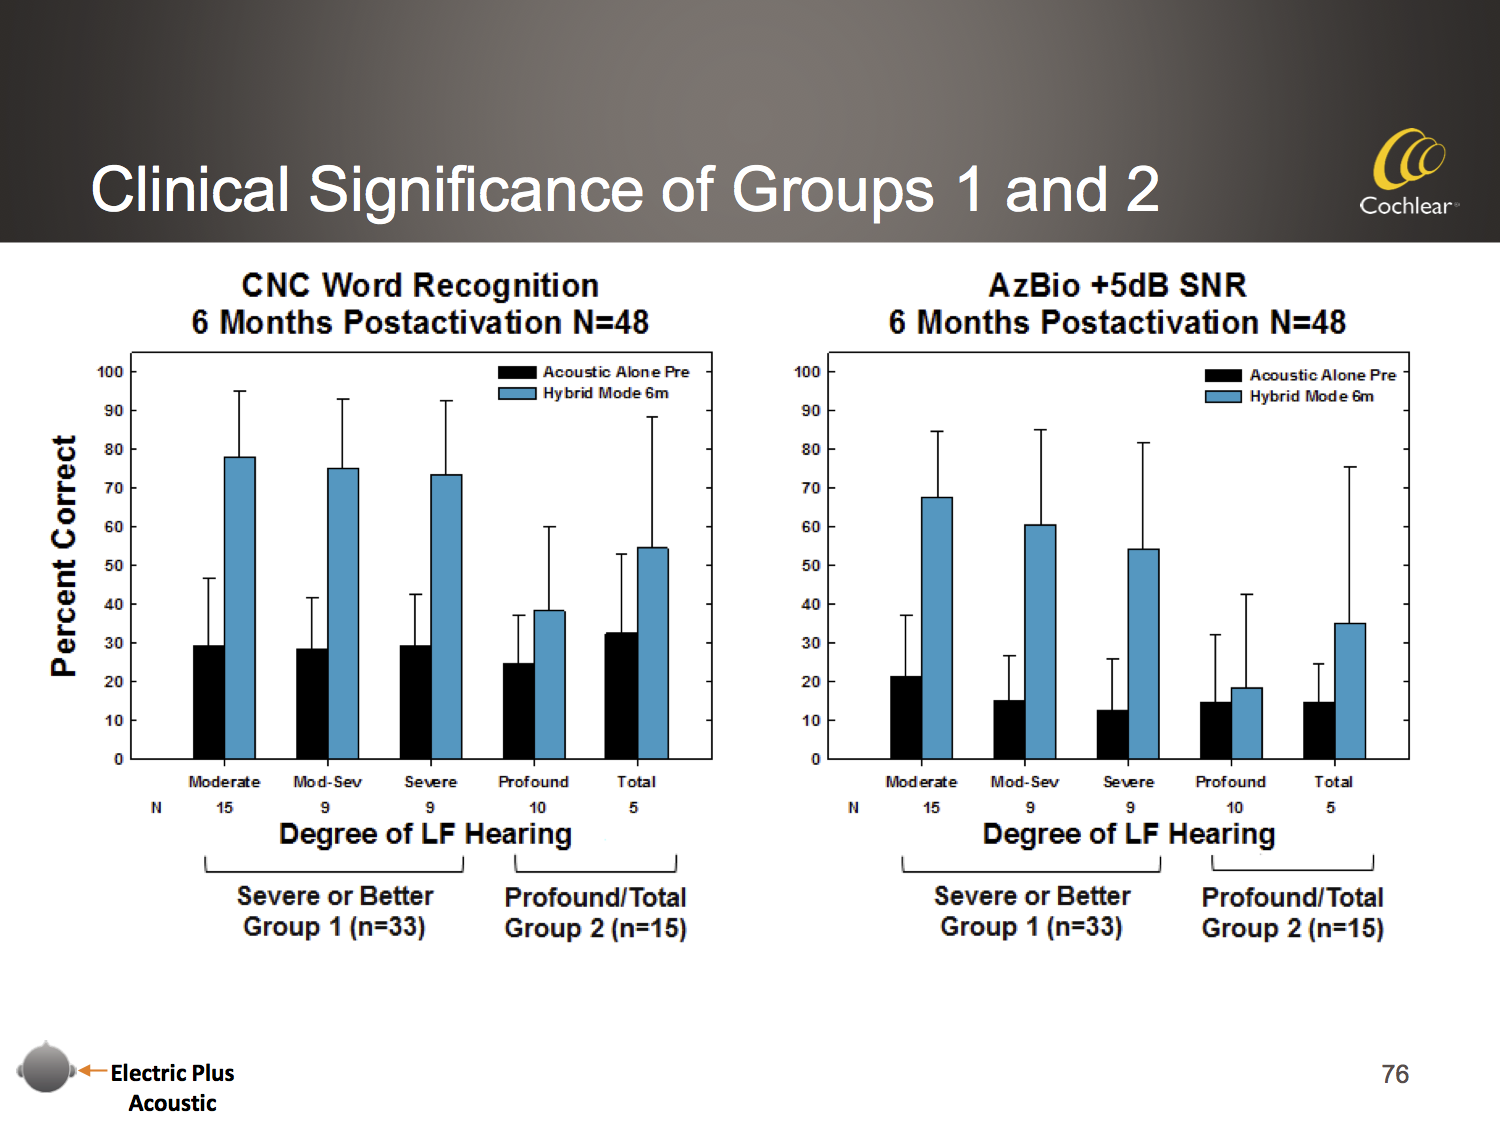 Clinical Significance of Groups 1 and 2
Cochlear
CNC Word Recognition
6 Months Postactivation N=48
Acoustic Alone Pre
Hybrid Mode 6m
Percent Correct
100
90
80
70
60
50
40
30
20
10
0
Moderate Mod-Sev Severe Profound Total
N 15 9 9 10 5
Degree of LF Hearing
Severe or Better
Group 1 (n=33)
Profound/Total
Group 2 (n=15)
AzBio +5dB SNR
6 Months Postactivation N=48
Acoustic Alone Pre
Hybrid Mode 6m
100
90
80
70
60
50
40
30
20
10
0
Moderate Mod-Sev Severe Profound Total
N 15 9 9 10 5
Degree of LF Hearing
Severe or Better
Group 1 (n=33)
Profound/Total
Group 2 (n=15)
Electric Plus
Acoustic
76